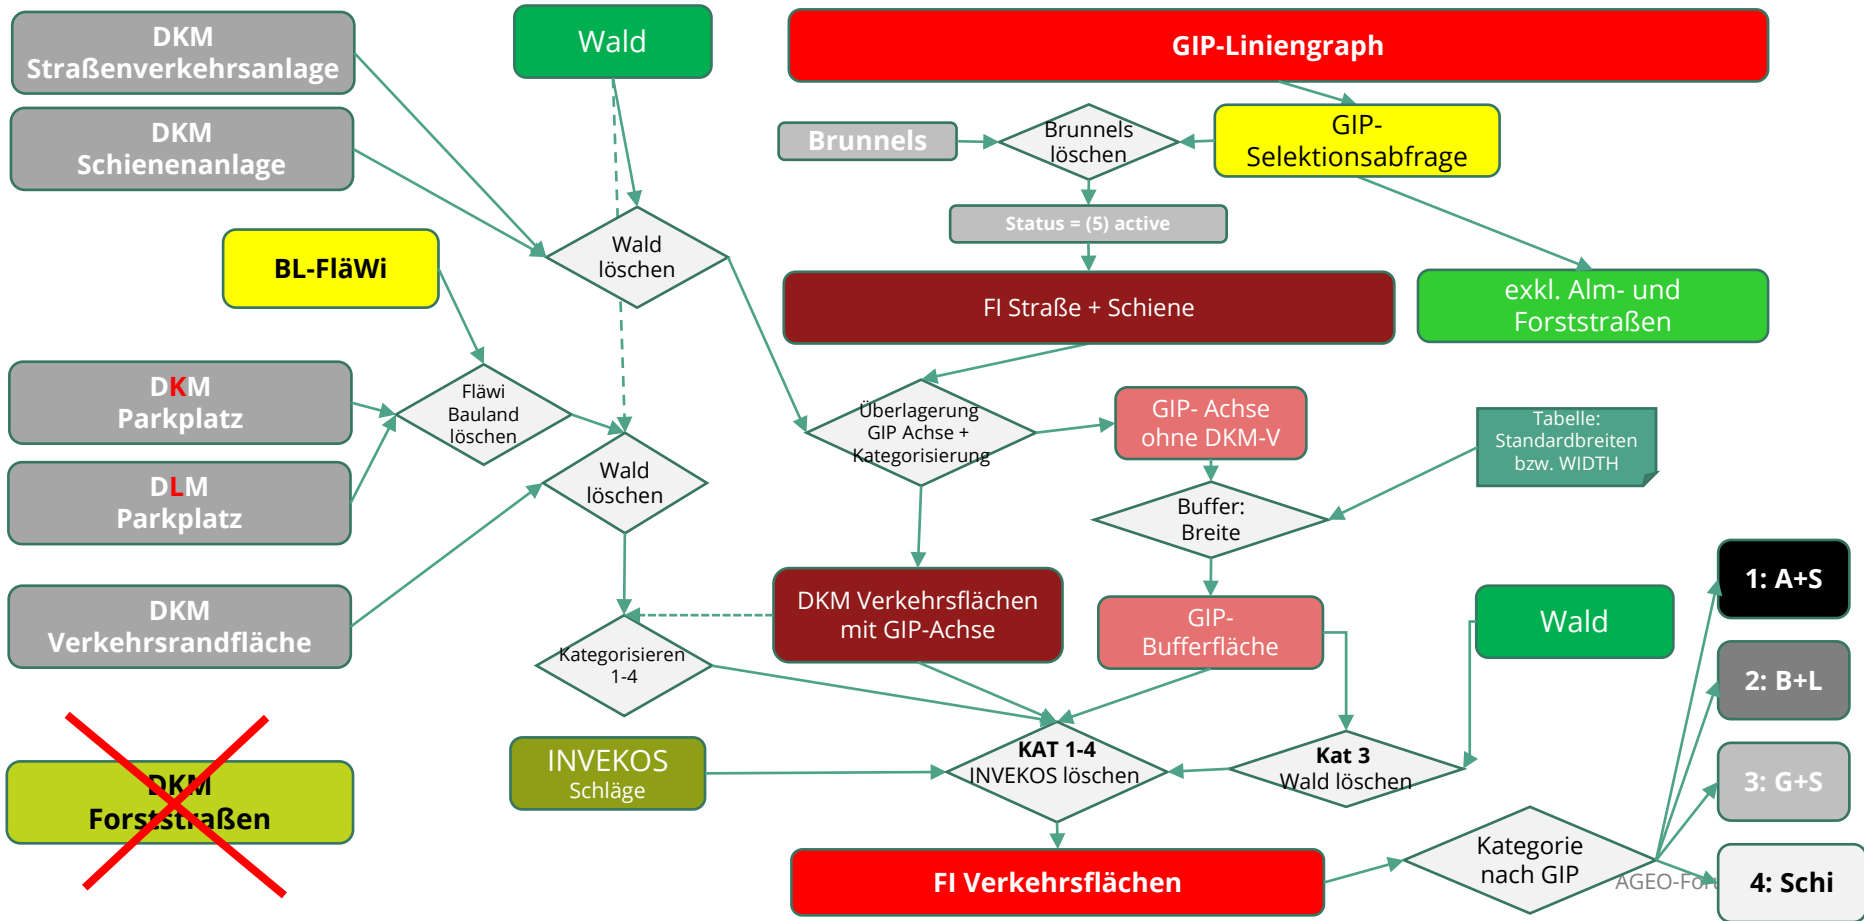 DKM
Straßenverkehrsanlage
Wald
GIP-Liniengraph
DKM
Schienenanlage
Brunnels
Brunnels
löschen
GIP-
Selektionsabfrage
Status = (5) active
Wald
löschen
BL-FläWi
FI Straße + Schiene
exkl. Alm- und
Forststraßen
DKM
Parkplatz
Fläwi
Bauland
löschen
Überlagerung
GIP Achse +
Kategorisierung
GIP- Achse
ohne DKM-V
Tabelle:
Standardbreiten
bzw. WIDTH
DLM
Parkplatz
Wald
löschen
Buffer:
Breite
DKM
Verkehrsrandfläche
Kategorisieren
1-4
DKM Verkehrsflächen
mit GIP-Achse
GIP-
Bufferfläche
Wald
1: A+S
2: B+L
3: G+S
4: Schi
DKM
Forststraßen
INVEKOS
Schläge
KAT 1-4
INVEKOS löschen
Kat 3
Wald löschen
FI Verkehrsflächen
Kategorie
nach GIP